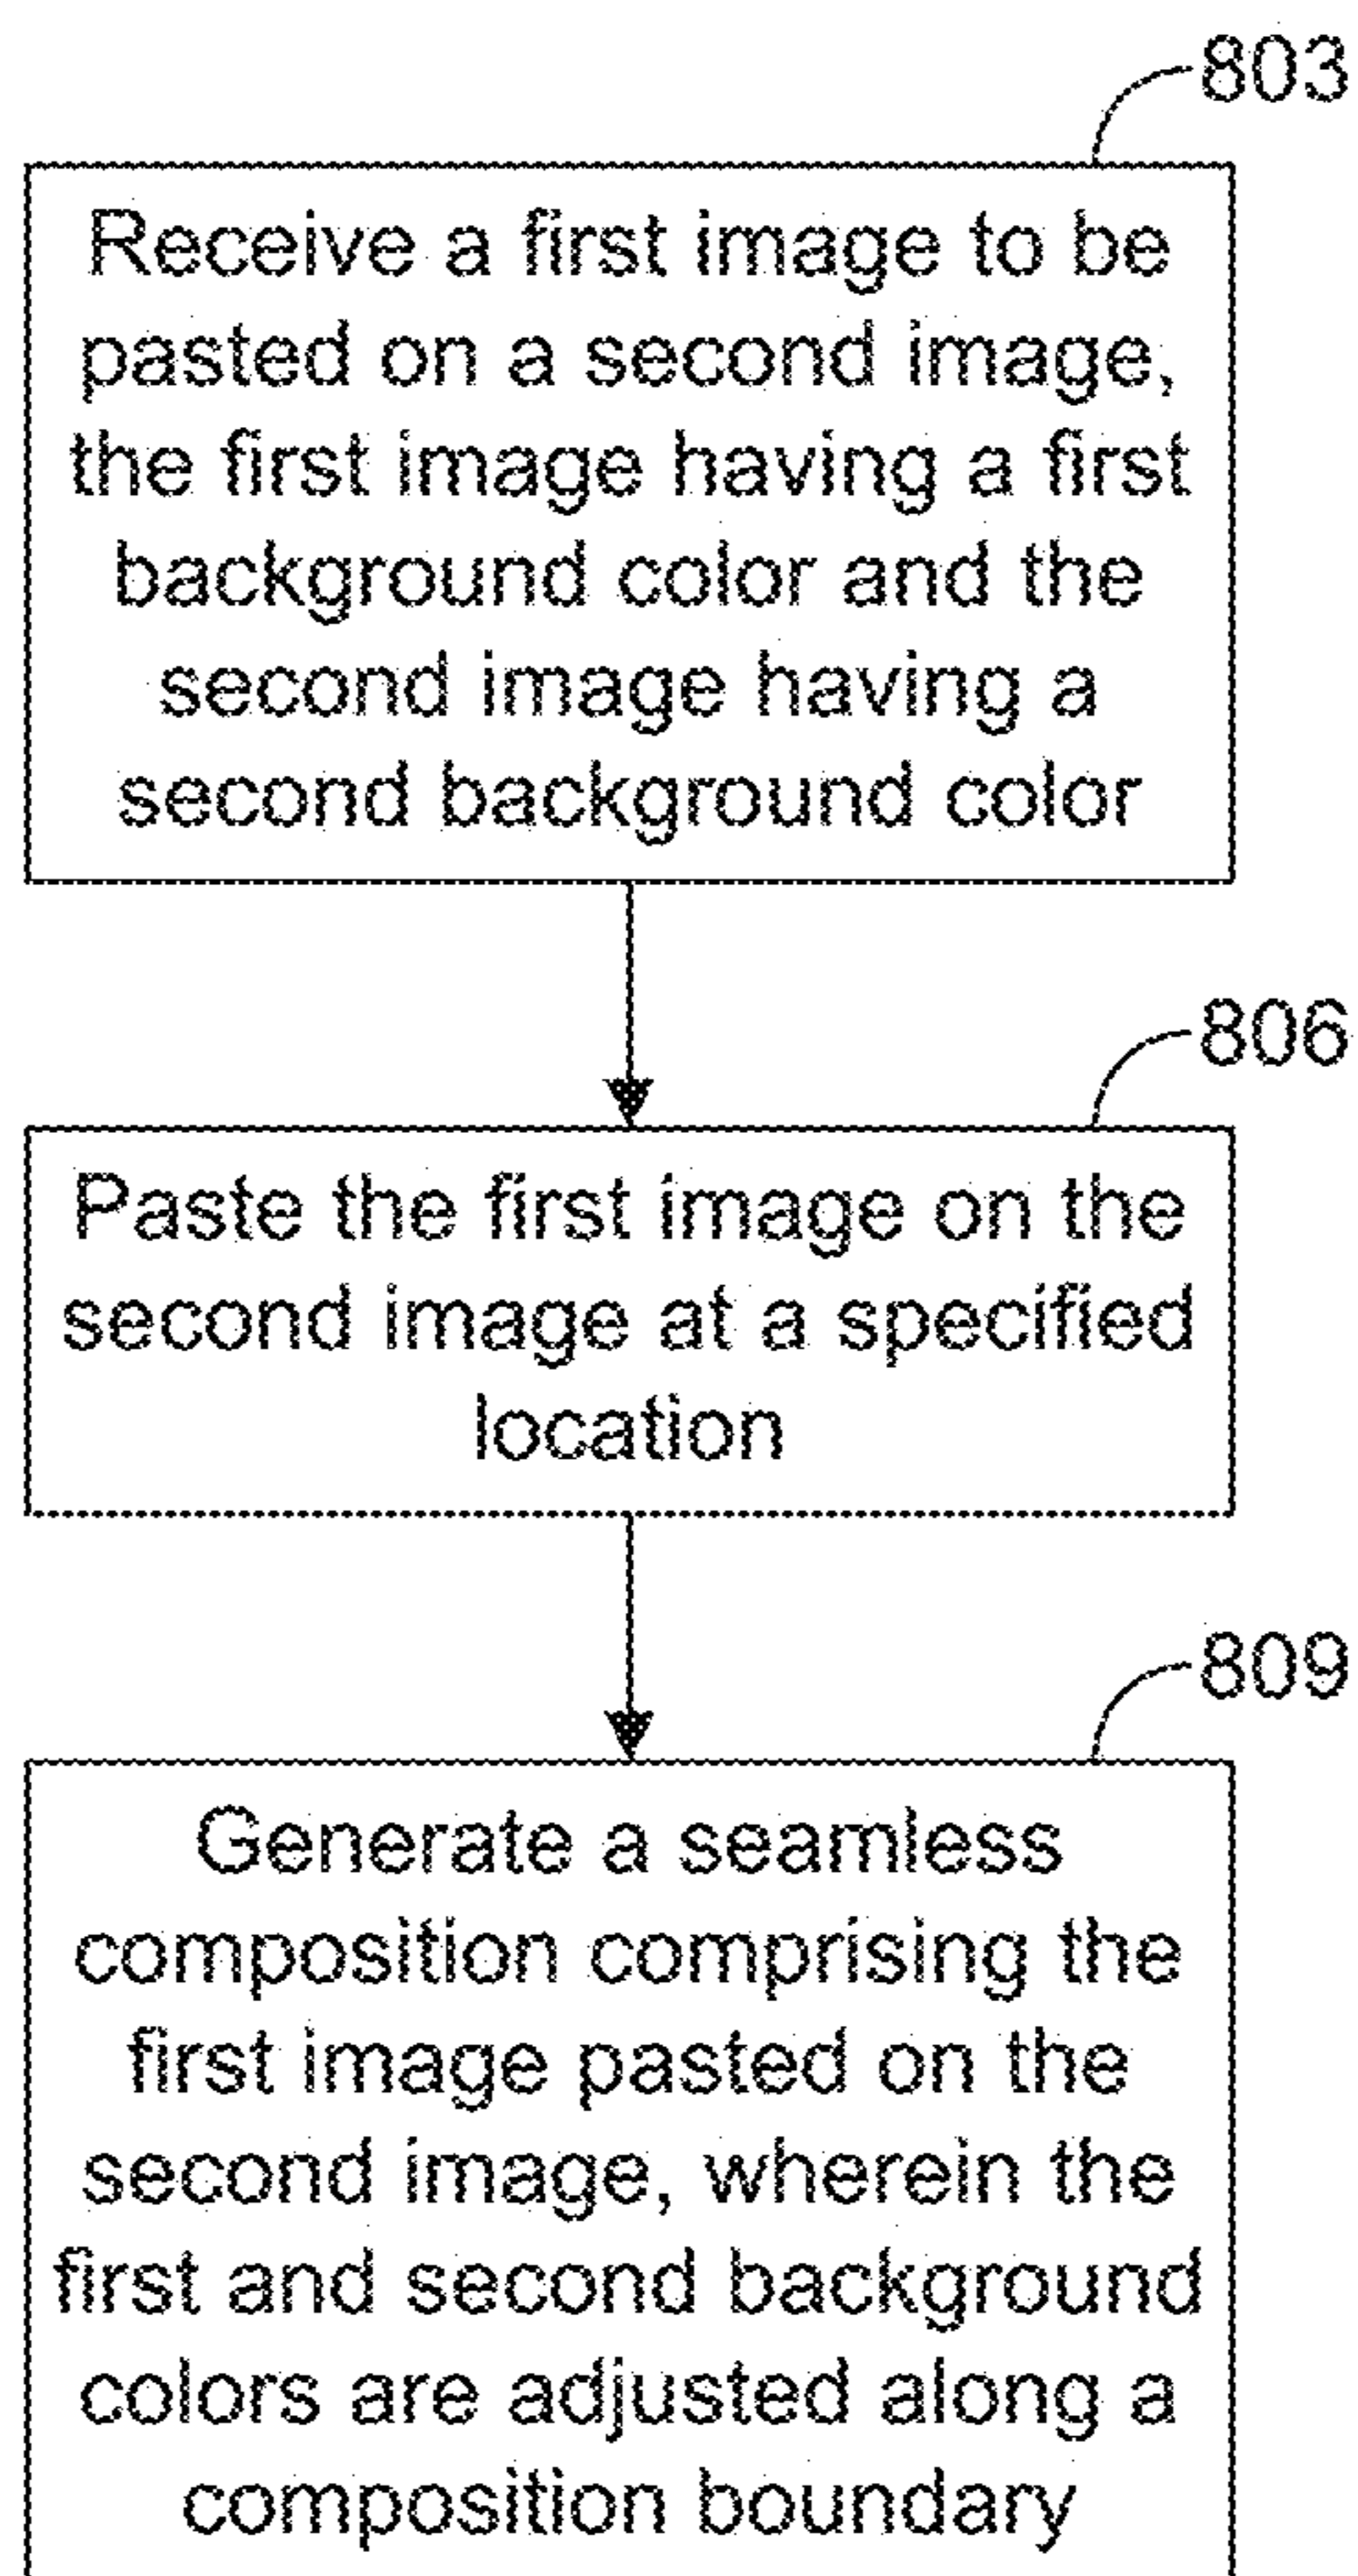 803
Receive a first image to be
pasted on a second image,
the first image having a first
background color and the
second image having a
second background color
806
Paste the first image on the
second image at a specified
location
809
Generate a seamless
composition comprising the
first image pasted on the
second image, wherein the
first and second background
colors are adjusted along a
composition boundary